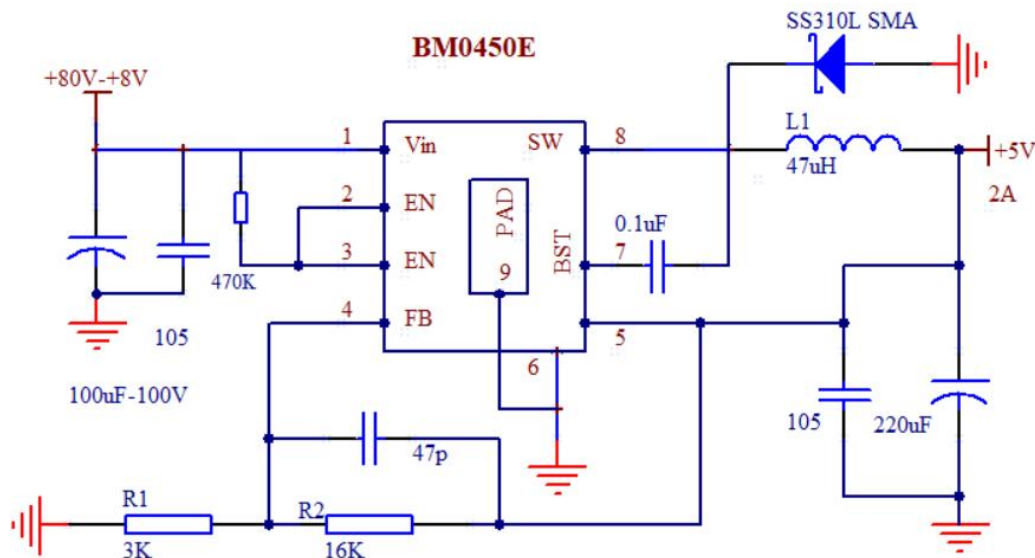 SS310L SMA
BM0450E
+80V-+8V
L1
1
Vin
SW
8
+5V
47uH
2
EN
PAD
2A
0.1uF
3
EN
9
BST
7
470K
4
FB
5
105
6
100uF-100V
105
220uF
47p
R1
R2
3K
16K